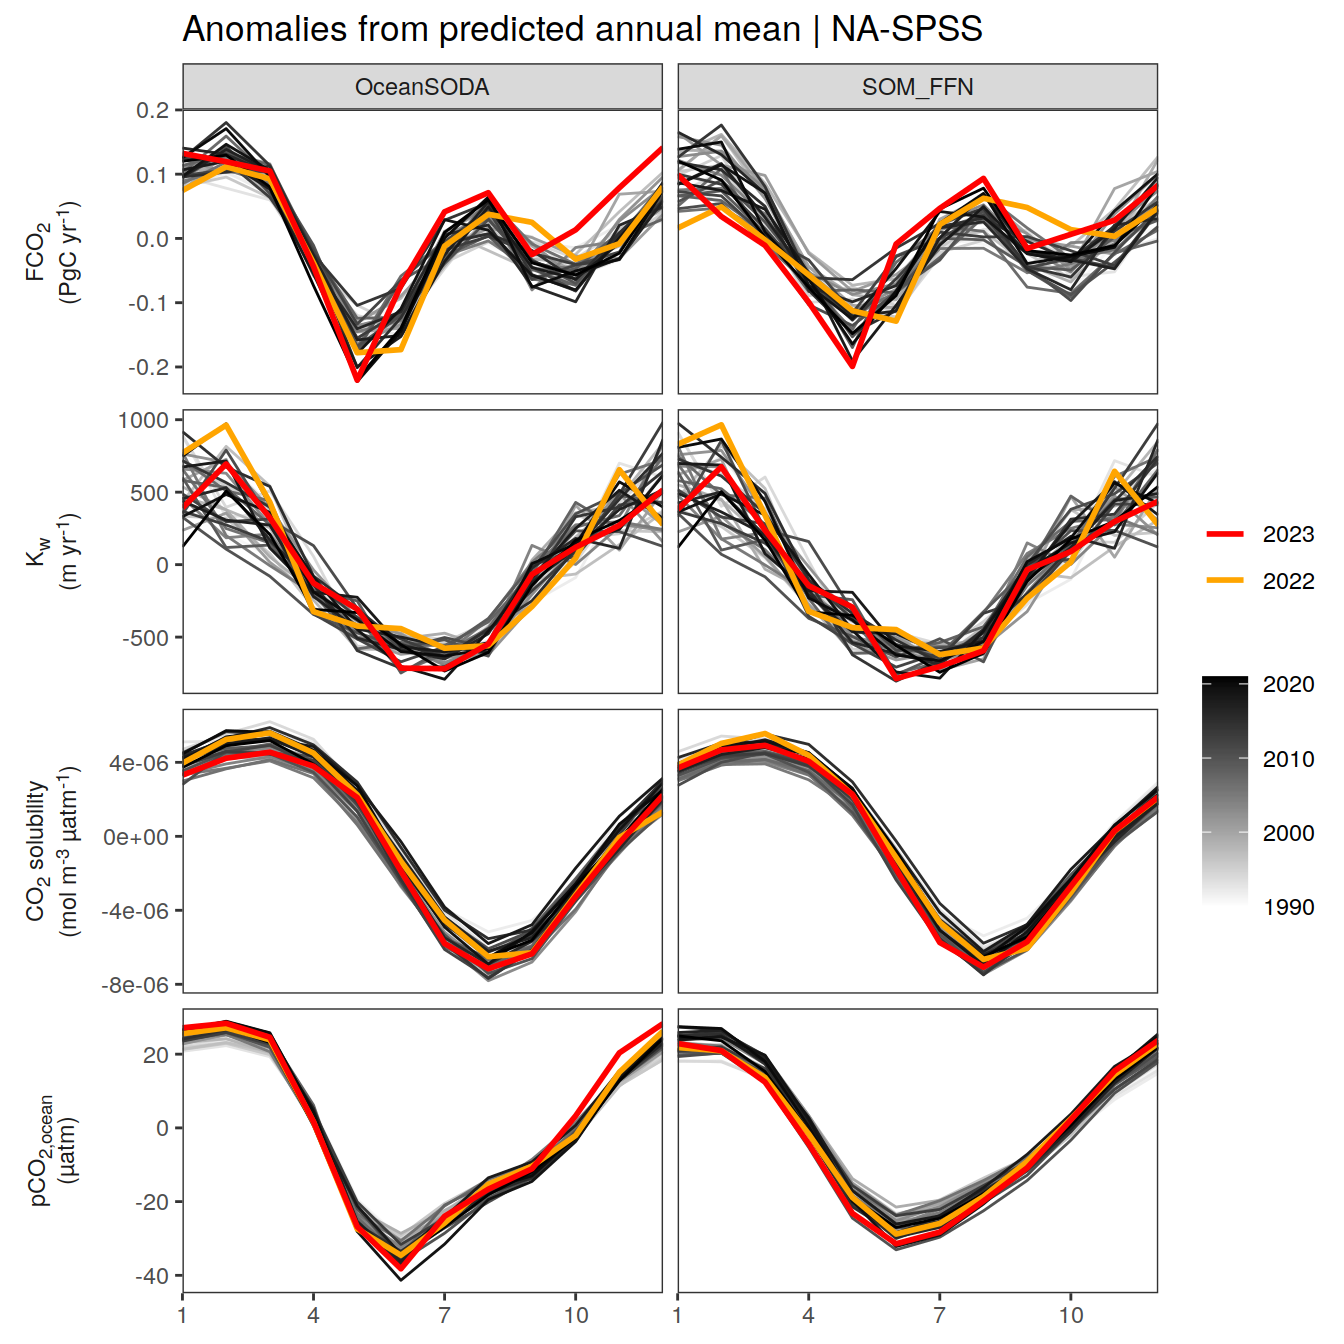 Anomalies from predicted annual mean | NA-SPSS
OceanSODA
SOM_FFN
FCO2
(PgC yr-1)
0.2
0.1
0.0
-0.1
-0.2
Kw
(m yr-1)
1000
500
0
-500
CO2 solubility
(mol m-3 µatm-1)
4e-06
0e+00
-4e-06
-8e-06
pCO2,ocean
(µatm)
20
0
-20
-40
1
4
7
10
1
4
7
10
2023
2022
2020
2010
2000
1990